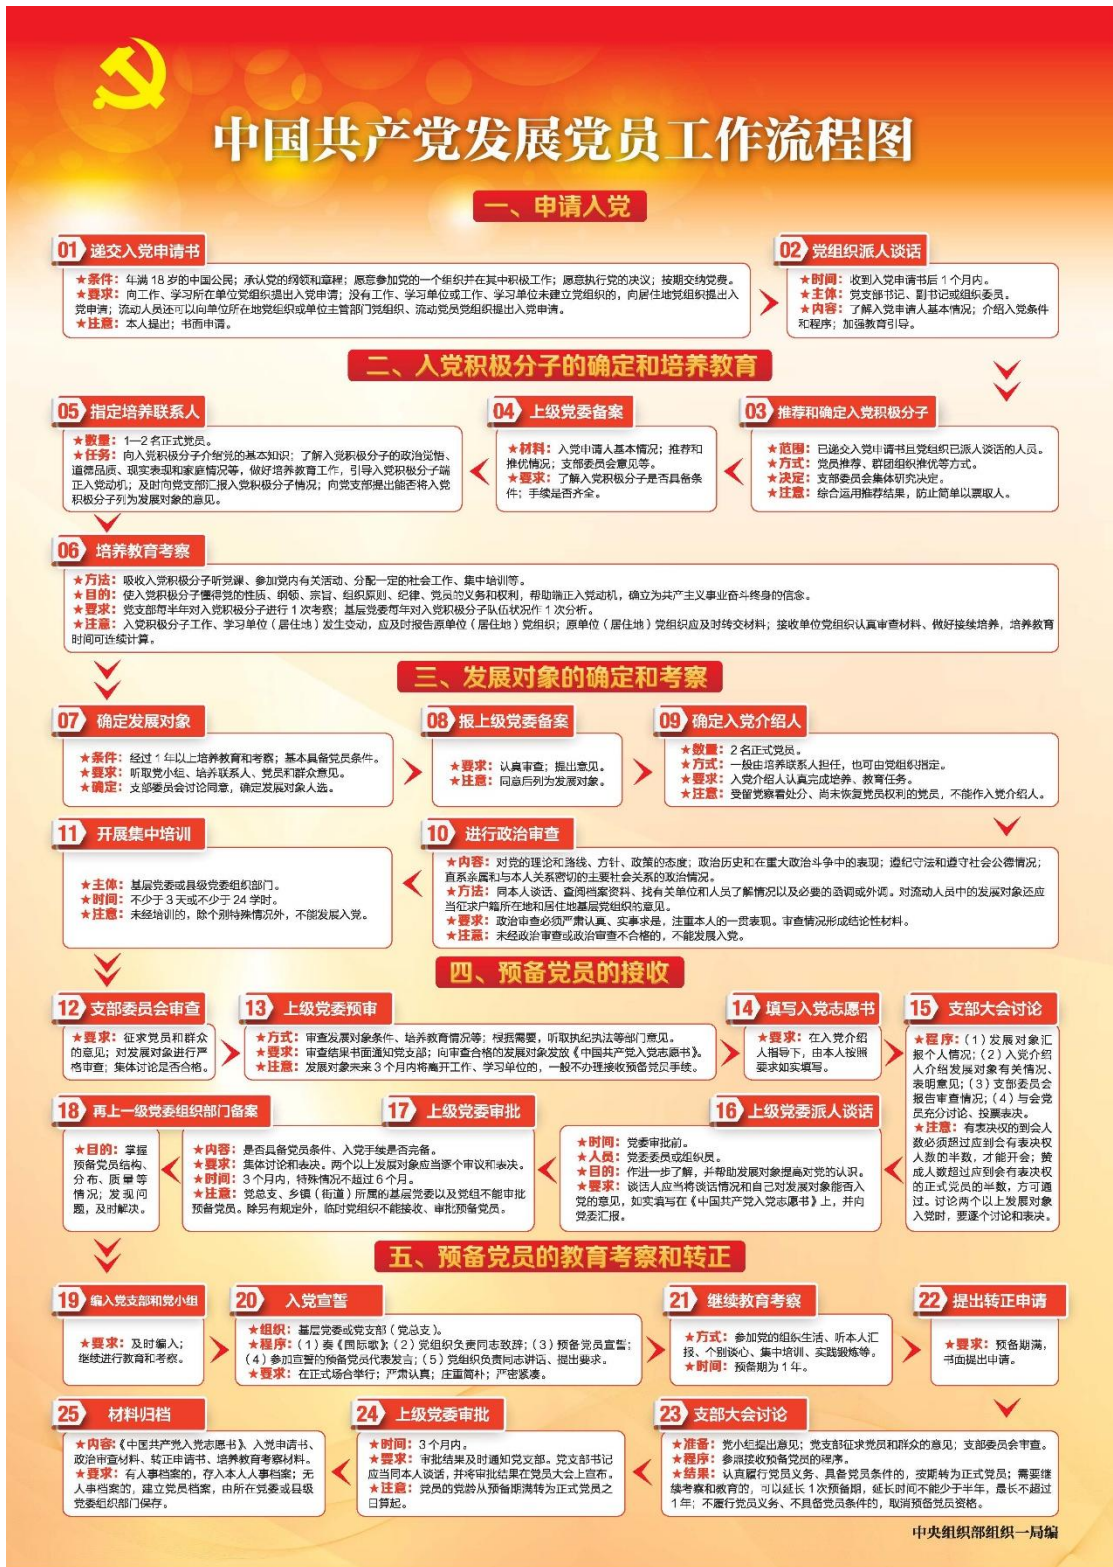 中国共产党发展党员工作流程图
一、申请入党
01 递交入党申请书
★条件：年满 18 岁的中国公民；承认党的纲领和章程；愿意参加党的一个组织并在其中积极工作；愿意执行党的决议；按期交纳党费。
★要求：向工作、学习所在单位党组织提出入党申请；没有工作、学习单位或工作、学习单位未建立党组织的，向居住地党组织提出入
党申请；流动人员还可以向单位所在地党组织或单位主管部门党组织、流动党员党组织提出入党申请。
★注意：本人提出；书面申请。
02 党组织派人谈话
★时间：收到入党申请书后 1 个月内。
★主体：党支部书记、副书记或组织委员。
★内容：了解入党申请人基本情况；介绍入党条件
和程序；加强教育引导。
二、入党积极分子的确定和培养教育
03 推荐和确定入党积极分子
★范围：已递交入党申请书且党组织已派人谈话的人员。
★方式：党员推荐、群团组织推优等方式。
★决定：支部委员会集体研究决定。
★注意：综合运用推荐结果，防止简单以票取人。
04 上级党委备案
★材料：入党申请人基本情况；推荐和
推优情况；支部委员会意见等。
★要求：了解入党积极分子是否具备条
件；手续是否齐全。
05 指定培养联系人
★数量：1—2 名正式党员。
★任务：向入党积极分子介绍党的基本知识；了解入党积极分子的政治觉悟、
道德品质、现实表现和家庭情况等，做好培养教育工作，引导入党积极分子端
正入党动机；及时向党支部汇报入党积极分子情况；向党支部提出能否将入党
积极分子列为发展对象的意见。
06 培养教育考察
★方法：吸收入党积极分子听党课、参加党内有关活动、分配一定的社会工作、集中培训等。
★目的：使入党积极分子懂得党的性质、纲领、宗旨、组织原则、纪律、党员的义务和权利，帮助端正入党动机，确立为共产主义事业奋斗终身的信念。
★要求：党支部每半年对入党积极分子进行 1 次考察；基层党委每年对入党积极分子队伍状况作 1 次分析。
★注意：入党积极分子工作、学习单位（居住地）发生变动，应及时报告原单位（居住地）党组织；原单位（居住地）党组织应及时转交材料；接收单位党组织认真审查材料、做好接续培养，培养教育
时间可连续计算。
三、发展对象的确定和考察
07 确定发展对象
★条件：经过 1 年以上培养教育和考察；基本具备党员条件。
★要求：听取党小组、培养联系人、党员和群众意见。
★确定：支部委员会讨论同意，确定发展对象人选。
08 报上级党委备案
★要求：认真审查；提出意见。
★注意：同意后列为发展对象。
09 确定入党介绍人
★数量：2 名正式党员。
★方式：一般由培养联系人担任，也可由党组织指定。
★要求：入党介绍人认真完成培养、教育任务。
★注意：受留党察看处分、尚未恢复党员权利的党员，不能作入党介绍人。
10 进行政治审查
★内容：对党的理论和路线、方针、政策的态度；政治历史和在重大政治斗争中的表现；遵纪守法和遵守社会公德情况；
直系亲属和与本人关系密切的主要社会关系的政治情况。
★方法：同本人谈话、查阅档案资料、找有关单位和人员了解情况以及必要的函调或外调。对流动人员中的发展对象还应
当征求户籍所在地和居住地基层党组织的意见。
★要求：政治审查必须严肃认真、实事求是，注重本人的一贯表现。审查情况形成结论性材料。
★注意：未经政治审查或政治审查不合格的，不能发展入党。
11 开展集中培训
★主体：基层党委或县级党委组织部门。
★时间：不少于 3 天或不少于 24 学时。
★注意：未经培训的，除个别特殊情况外，不能发展入党。
四、预备党员的接收
12 支部委员会审查
★要求：征求党员和群众
的意见；对发展对象进行严
格审查；集体讨论是否合格。
13 上级党委预审
★方式：审查发展对象条件、培养教育情况等；根据需要，听取执纪执法等部门意见。
★要求：审查结果书面通知党支部；向审查合格的发展对象发放《中国共产党入党志愿书》。
★注意：发展对象未来 3 个月内将离开工作、学习单位的，一般不办理接收预备党员手续。
14 填写入党志愿书
★要求：在入党介绍
人指导下，由本人按照
要求如实填写。
15 支部大会讨论
★程序：（1）发展对象汇
报个人情况；（2）入党介绍
人介绍发展对象有关情况、
表明意见；（3）支部委员会
报告审查情况；（4）与会党
员充分讨论、投票表决。
★注意：有表决权的到会人
数必须超过应到会有表决权
人数的半数，才能开会；赞
成人数超过应到会有表决权
的正式党员的半数，方可通
过。讨论两个以上发展对象
入党时，要逐个讨论和表决。
16 上级党委派人谈话
★时间：党委审批前。
★人员：党委委员或组织员。
★目的：作进一步了解，并帮助发展对象提高对党的认识。
★要求：谈话人应当将谈话情况和自己对发展对象能否入
党的意见，如实填写在《中国共产党入党志愿书》上，并向
党委汇报。
17 上级党委审批
★内容：是否具备党员条件、入党手续是否完备。
★要求：集体讨论和表决。两个以上发展对象应当逐个审议和表决。
★时间：3 个月内，特殊情况不超过 6 个月。
★注意：党总支、乡镇（街道）所属的基层党委以及党组不能审批
预备党员。除另有规定外，临时党组织不能接收、审批预备党员。
18 再上一级党委组织部门备案
★目的：掌握
预备党员结构、
分布、质量等
情况；发现问
题，及时解决。
五、预备党员的教育考察和转正
19 编入党支部和党小组
★要求：及时编入；
继续进行教育和考察。
20 入党宣誓
★组织：基层党委或党支部（党总支）。
★程序：（1）奏《国际歌》；（2）党组织负责同志致辞；（3）预备党员宣誓；
（4）参加宣誓的预备党员代表发言；（5）党组织负责同志讲话、提出要求。
★要求：在正式场合举行；严肃认真；庄重简朴；严密紧凑。
21 继续教育考察
★方式：参加党的组织生活、听本人汇
报、个别谈心、集中培训、实践锻炼等。
★时间：预备期为 1 年。
22 提出转正申请
★要求：预备期满，
书面提出申请。
23 支部大会讨论
★准备：党小组提出意见；党支部征求党员和群众的意见；支部委员会审查。
★程序：参照接收预备党员的程序。
★结果：认真履行党员义务、具备党员条件的，按期转为正式党员；需要继
续考察和教育的，可以延长 1 次预备期，延长时间不能少于半年，最长不超过
1 年；不履行党员义务、不具备党员条件的，取消预备党员资格。
24 上级党委审批
★时间：3 个月内。
★要求：审批结果及时通知党支部。党支部书记
应当同本人谈话，并将审批结果在党员大会上宣布。
★注意：党员的党龄从预备期满转为正式党员之
日算起。
25 材料归档
★内容：《中国共产党入党志愿书》、入党申请书、
政治审查材料、转正申请书、培养教育考察材料。
★要求：有人事档案的，存入本人人事档案；无
人事档案的，建立党员档案，由所在党委或县级
党委组织部门保存。
中央组织部组织一局编